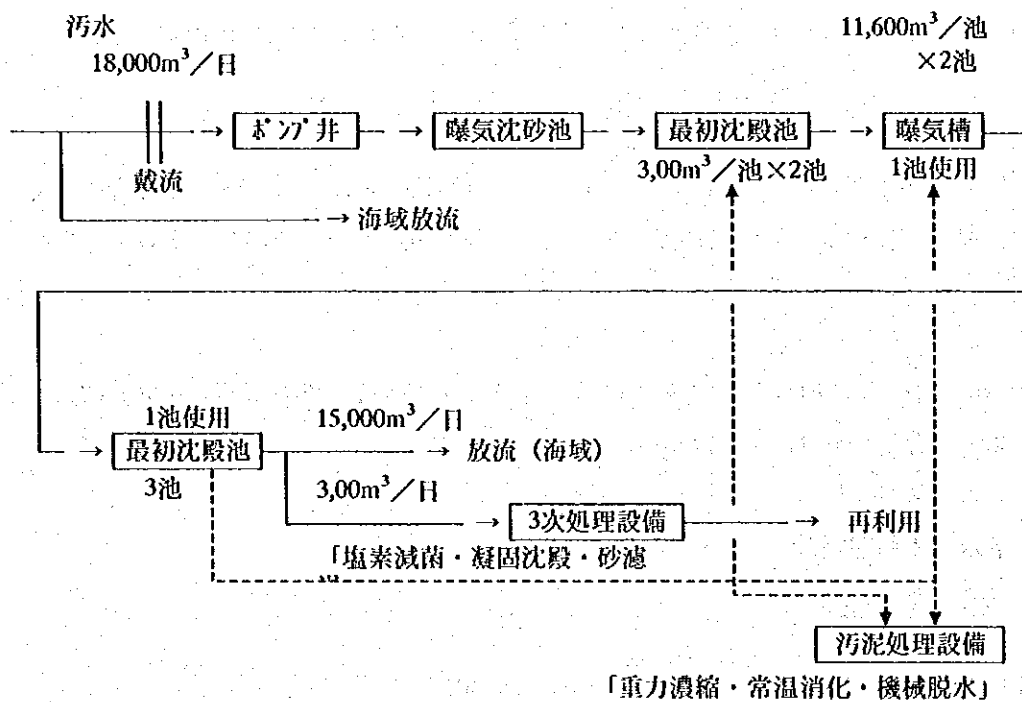 汚水
18,000m³／日
11,600m³／池
×2池
ポンプ井
曝気沈砂池
最初沈殿池
曝気槽
戴流
3,00m³／池×2池
1池使用
海域放流
1池使用
15,000m³／日
最初沈殿池
放流（海域）
3池
3,00m³／日
3次処理設備
再利用
「塩素減菌・凝固沈殿・砂濾
汚泥処理設備
「重力濃縮・常温消化・機械脱水」